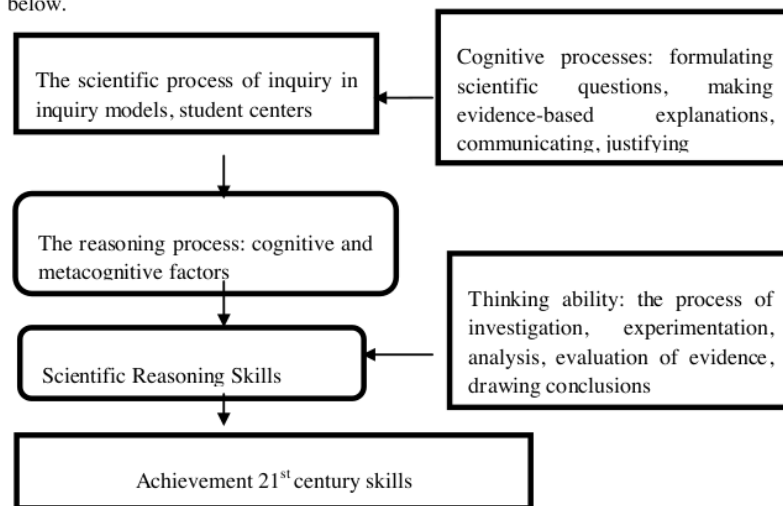 below.
The scientific process of inquiry in
inquiry models, student centers
Cognitive processes: formulating
scientific questions, making
evidence-based explanations,
communicating, justifying
The reasoning process: cognitive and
metacognitive factors
Scientific Reasoning Skills
Thinking ability: the process of
investigation, experimentation,
analysis, evaluation of evidence,
drawing conclusions
Achievement 21st century skills